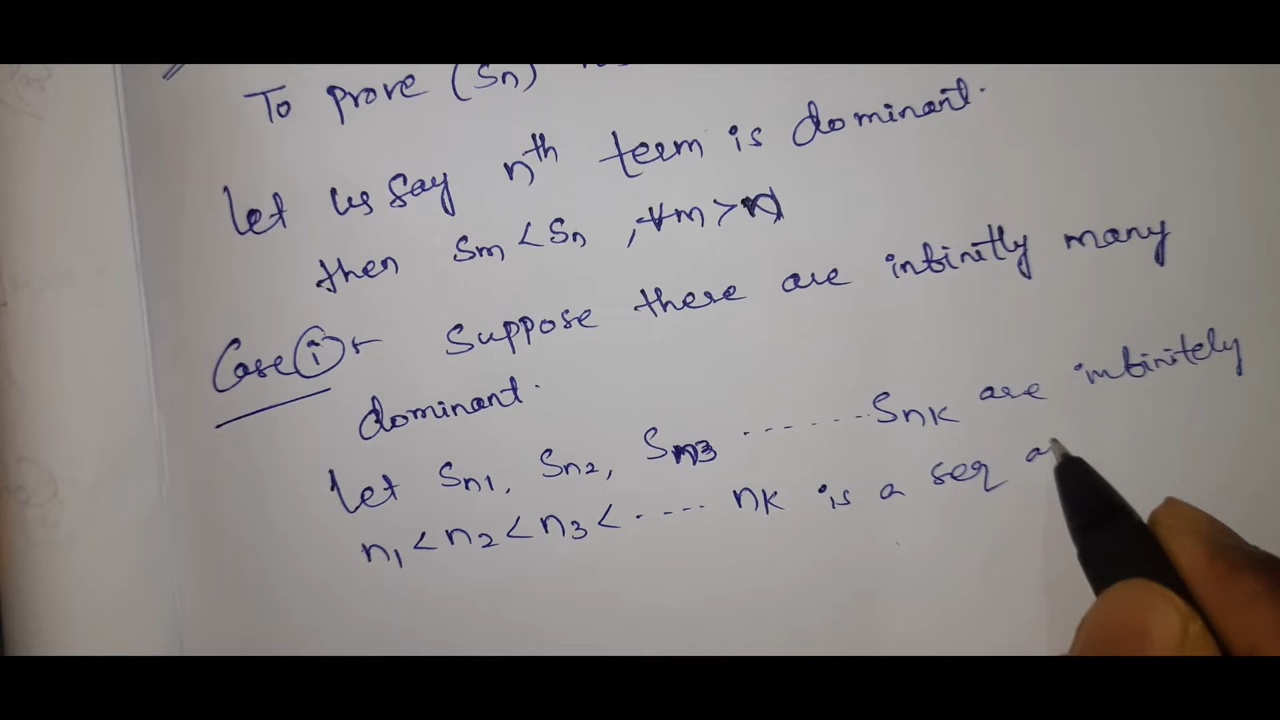 To prove (Sn)
Let us say nth term is dominant.
then Sm < Sn , ∀m > n
Case (i) :- Suppose there are infinitly many
dominant.
Let Sn1, Sn2, Sn3 ........ SnK are infinitely
n1 < n2 < n3 < ..... nK is a seq